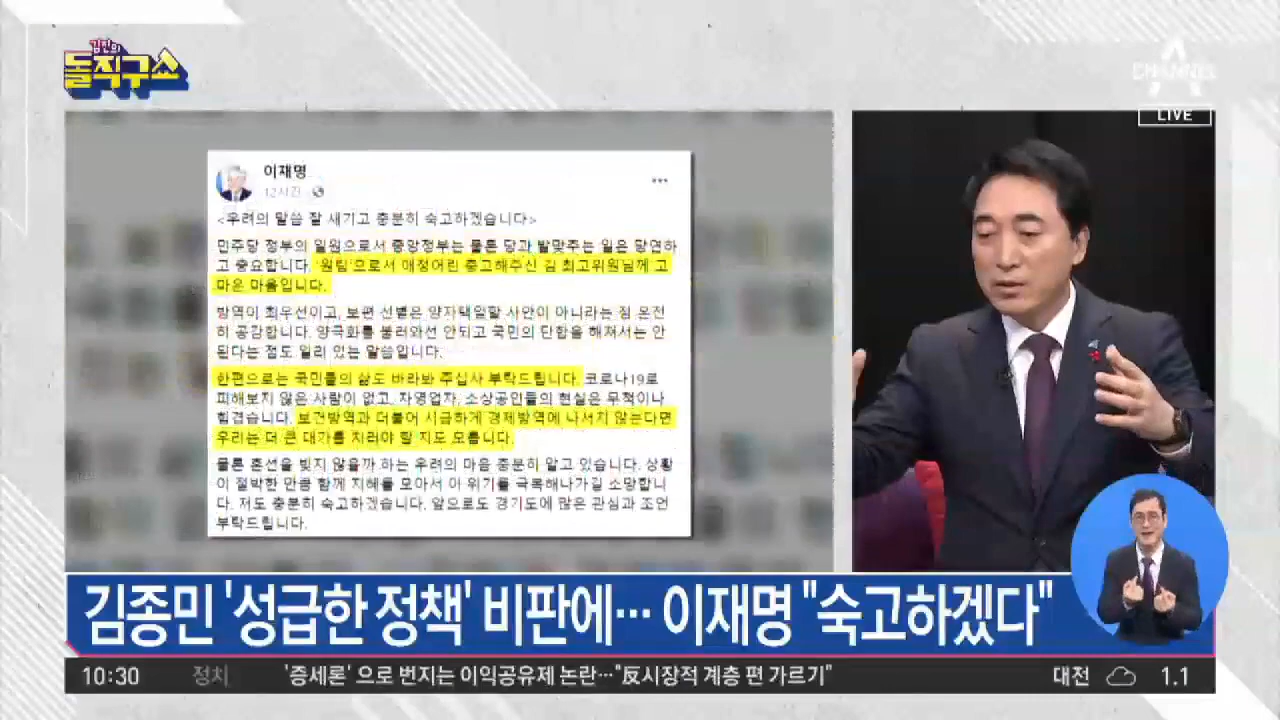 김진의
돌직구쇼
CHANNEL
LIVE
이재명
12시간
<우려의 말씀 잘 새기고 충분히 숙고하겠습니다>
민주당 정부의 일원으로서 중앙정부는 물론 당과 발맞추는 일은 당연하
고 중요합니다. '원팀'으로서 애정어린 충고해주신 김 최고위원님께 고
마운 마음입니다.
방역이 최우선이고, 보편 선별은 양자택일할 사안이 아니라는 점 온전
히 공감합니다. 양극화를 불러와선 안되고 국민의 단합을 해쳐서는 안
된다는 점도 일리 있는 말씀입니다.
한편으로는 국민들의 삶도 바라봐 주십사 부탁드립니다. 코로나19로
피해보지 않은 사람이 없고, 자영업자, 소상공인들의 현실은 무척이나
힘겹습니다. 보건방역과 더불어 시급하게 경제방역에 나서지 않는다면
우리는 더 큰 대가를 치러야 할 지도 모릅니다.
물론 혼선을 빚지 않을까 하는 우려의 마음 충분히 알고 있습니다. 상황
이 절박한 만큼 함께 지혜를 모아서 이 위기를 극복해나가길 소망합니
다. 저도 충분히 숙고하겠습니다. 앞으로도 경기도에 많은 관심과 조언
부탁드립니다.
김종민 '성급한 정책' 비판에… 이재명 "숙고하겠다"
10:30 정치 '증세론' 으로 번지는 이익공유제 논란…"反시장적 계층 편 가르기" 대전 1.1